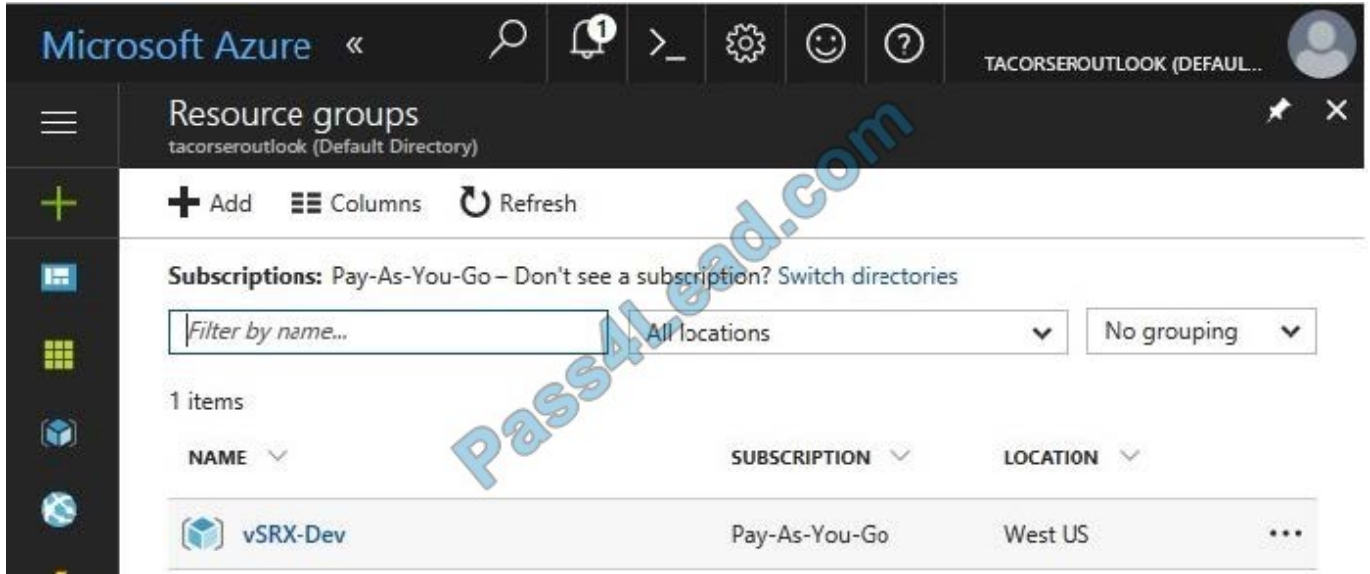 Microsoft Azure «
1
>_
?
TACORSEROUTLOOK (DEFAUL...
Resource groups
tacorseroutlook (Default Directory)
Add
Columns
Refresh
Subscriptions: Pay-As-You-Go – Don't see a subscription? Switch directories
Filter by name...
All locations
No grouping
1 items
NAME
SUBSCRIPTION
LOCATION
vSRX-Dev
Pay-As-You-Go
West US
...
Pass4Lead.com